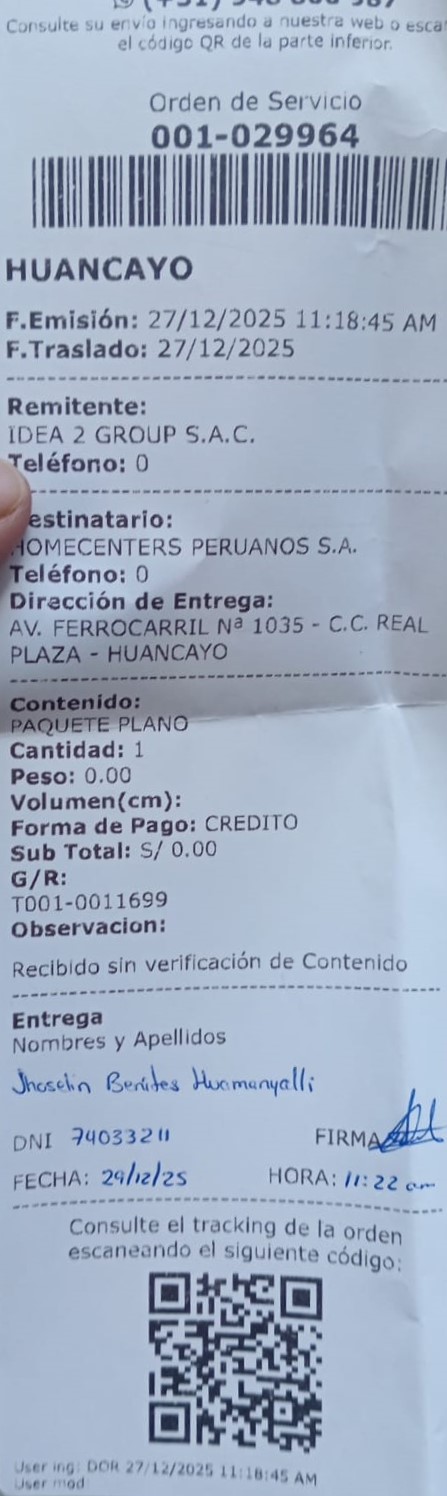 Consulte su envío ingresando a nuestra web o esca
el código QR de la parte inferior.
Orden de Servicio
001-029964
HUANCAYO
F.Emisión: 27/12/2025 11:18:45 AM
F.Traslado: 27/12/2025
Remitente:
IDEA 2 GROUP S.A.C.
Teléfono: 0
estinatario:
HOMECENTERS PERUANOS S.A.
Teléfono: 0
Dirección de Entrega:
AV. FERROCARRIL Nª 1035 - C.C. REAL
PLAZA - HUANCAYO
Contenido:
PAQUETE PLANO
Cantidad: 1
Peso: 0.00
Volumen(cm):
Forma de Pago: CREDITO
Sub Total: S/ 0.00
G/R:
T001-0011699
Observacion:
Recibido sin verificación de Contenido
Entrega
Nombres y Apellidos
Jhoselin Benites Huamanyalli
DNI 74033211 FIRMA
FECHA: 29/12/25 HORA: 11:22 am
Consulte el tracking de la orden
escaneando el siguiente código:
User ing: DOR 27/12/2025 11:18:45 AM
User mod